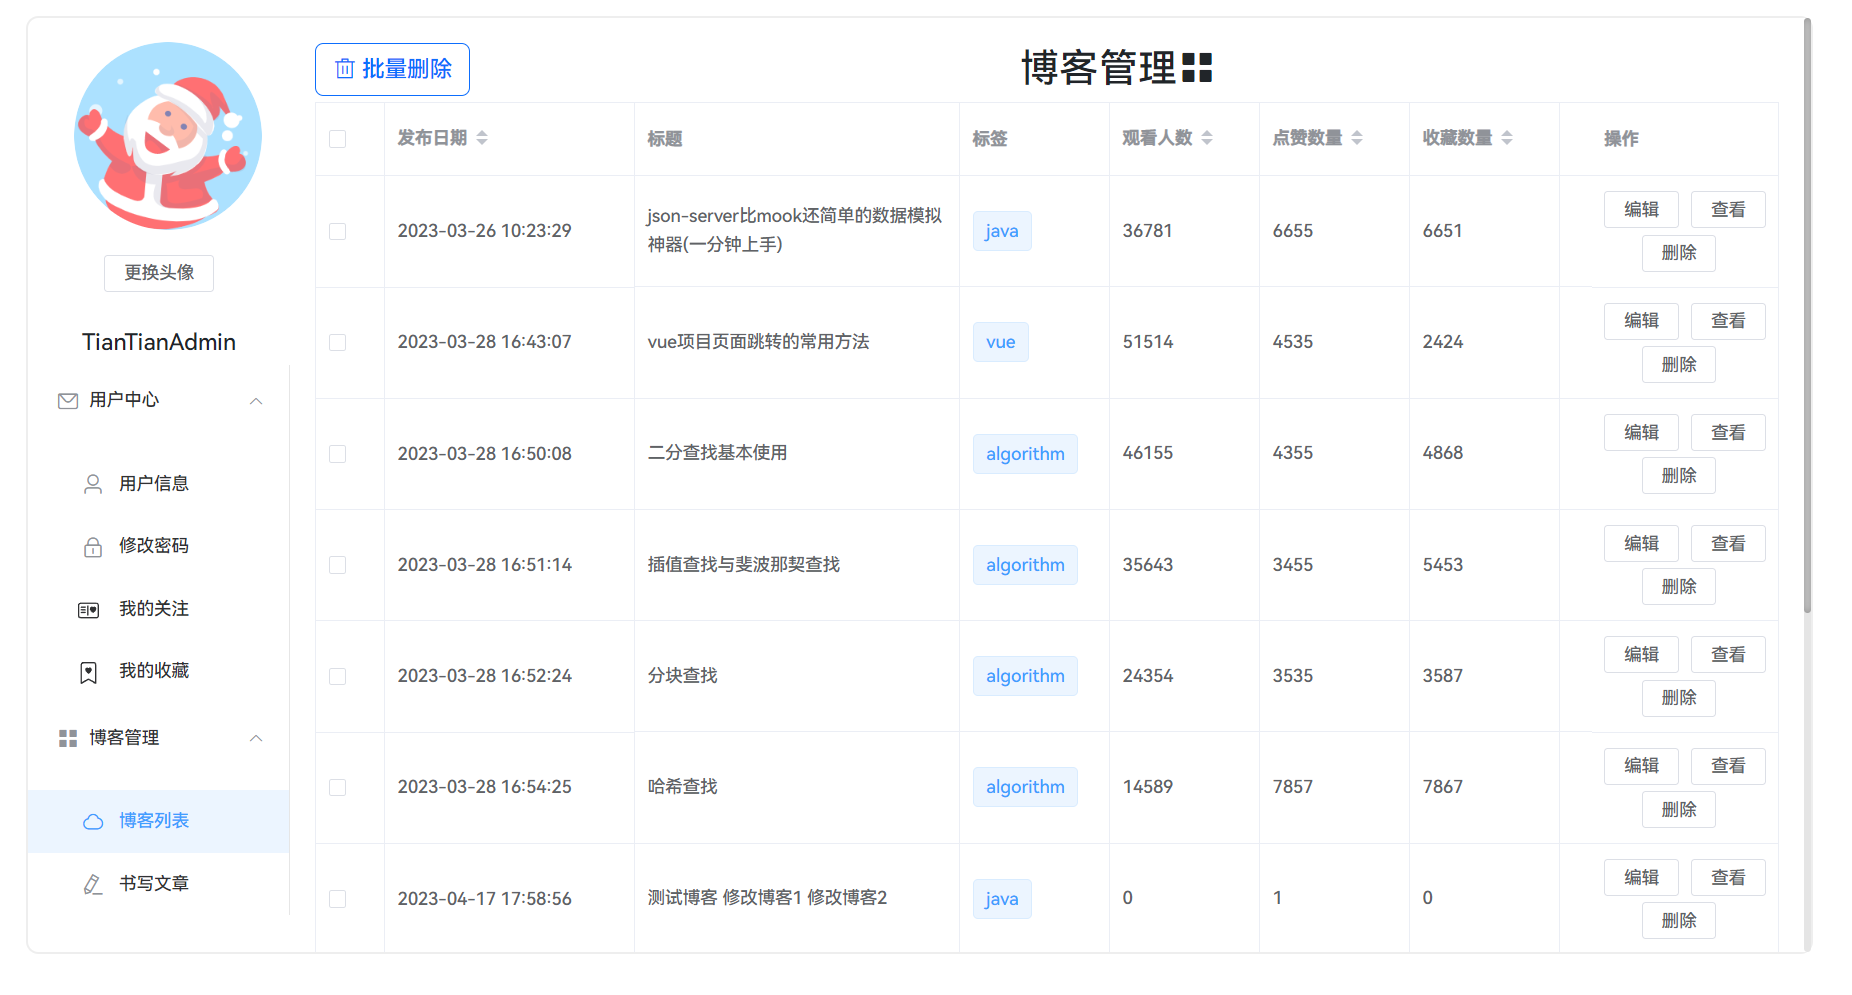 更换头像
TianTianAdmin
用户中心
用户信息
修改密码
我的关注
我的收藏
博客管理
博客列表
书写文章
批量删除
博客管理
发布日期 标题 标签 观看人数 点赞数量 收藏数量 操作
2023-03-26 10:23:29 json-server比mook还简单的数据模拟 java 36781 6655 6651 编辑 查看
神器(一分钟上手) 删除
2023-03-28 16:43:07 vue项目页面跳转的常用方法 vue 51514 4535 2424 编辑 查看
删除
2023-03-28 16:50:08 二分查找基本使用 algorithm 46155 4355 4868 编辑 查看
删除
2023-03-28 16:51:14 插值查找与斐波那契查找 algorithm 35643 3455 5453 编辑 查看
删除
2023-03-28 16:52:24 分块查找 algorithm 24354 3535 3587 编辑 查看
删除
2023-03-28 16:54:25 哈希查找 algorithm 14589 7857 7867 编辑 查看
删除
2023-04-17 17:58:56 测试博客 修改博客1 修改博客2 java 0 1 0 编辑 查看
删除